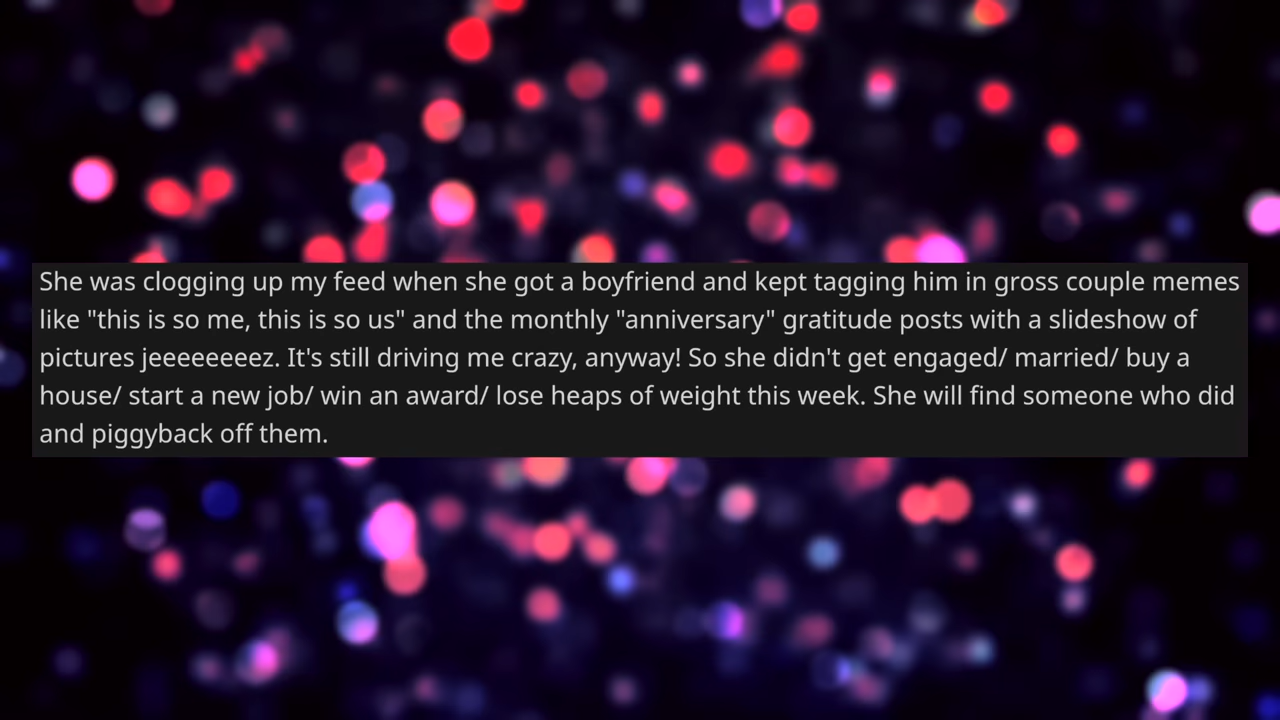 She was clogging up my feed when she got a boyfriend and kept tagging him in gross couple memes
like "this is so me, this is so us" and the monthly "anniversary" gratitude posts with a slideshow of
pictures jeeeeeeeez. It's still driving me crazy, anyway! So she didn't get engaged/ married/ buy a
house/ start a new job/ win an award/ lose heaps of weight this week. She will find someone who did
and piggyback off them.